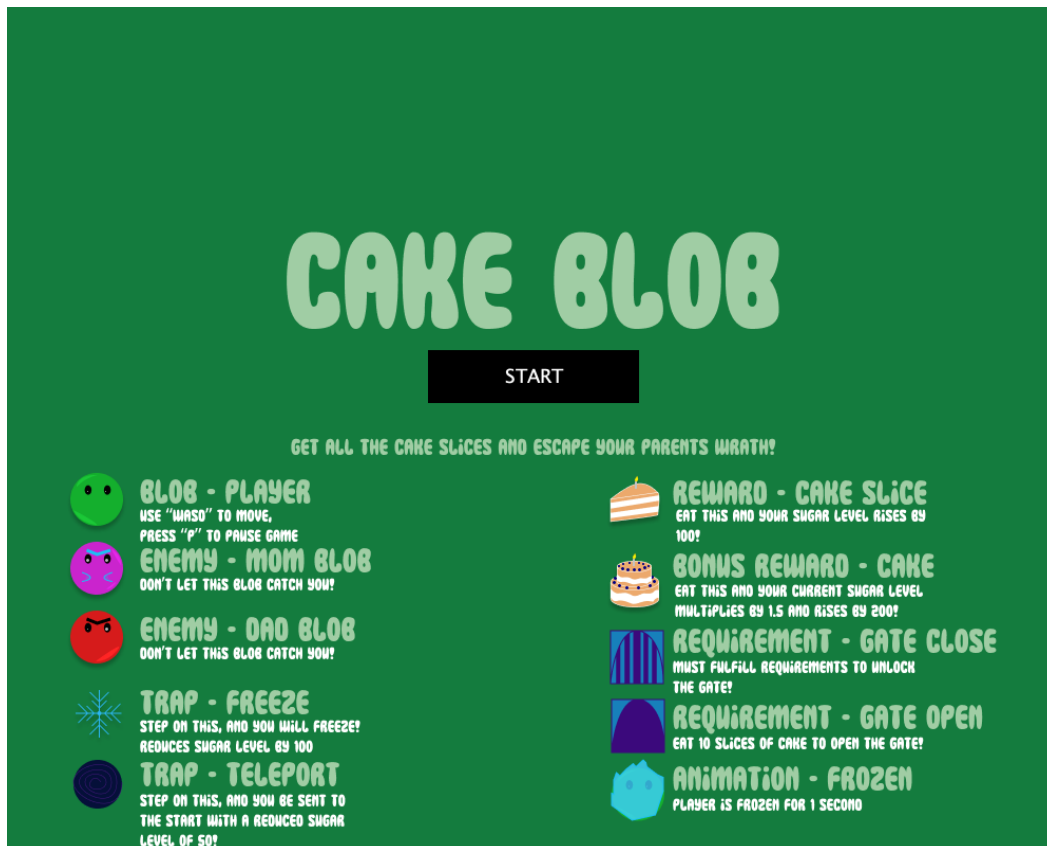 CAKE BLOB
START
GET ALL THE CAKE SLICES AND ESCAPE YOUR PARENTS WRATH!
BLOB - PLAYER
USE "WASD" TO MOVE,
PRESS "P" TO PAUSE GAME
ENEMY - MOM BLOB
DON'T LET THIS BLOB CATCH YOU!
ENEMY - DAD BLOB
DON'T LET THIS BLOB CATCH YOU!
TRAP - FREEZE
STEP ON THIS, AND YOU WILL FREEZE!
REDUCES SUGAR LEVEL BY 100
TRAP - TELEPORT
STEP ON THIS, AND YOU BE SENT TO
THE START WITH A REDUCED SUGAR
LEVEL OF 50!
REWARD - CAKE SLICE
EAT THIS AND YOUR SUGAR LEVEL RISES BY
100!
BONUS REWARD - CAKE
EAT THIS AND YOUR CURRENT SUGAR LEVEL
MULTIPLIES BY 1.5 AND RISES BY 200!
REQUIREMENT - GATE CLOSE
MUST FULFILL REQUIREMENTS TO UNLOCK
THE GATE!
REQUIREMENT - GATE OPEN
EAT 10 SLICES OF CAKE TO OPEN THE GATE!
ANIMATION - FROZEN
PLAYER IS FROZEN FOR 1 SECOND